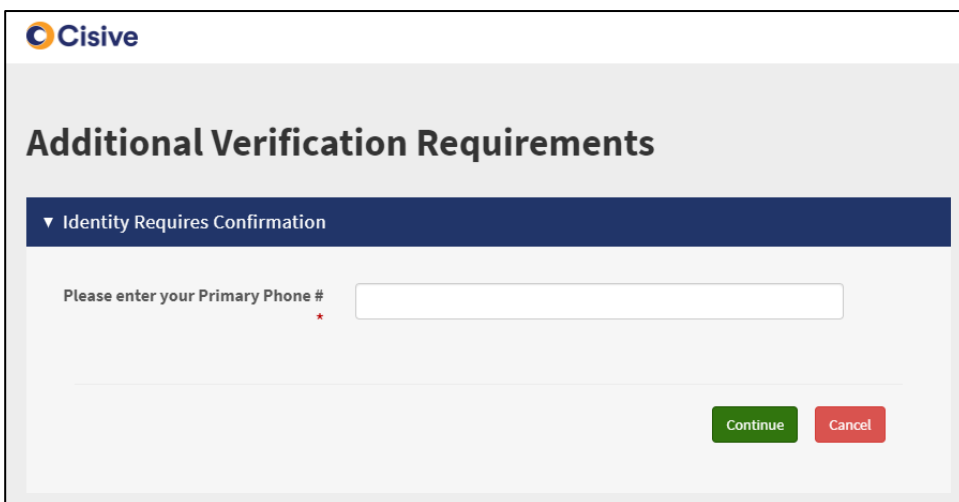 Cisive
Additional Verification Requirements
▼ Identity Requires Confirmation
Please enter your Primary Phone #
*
Continue
Cancel